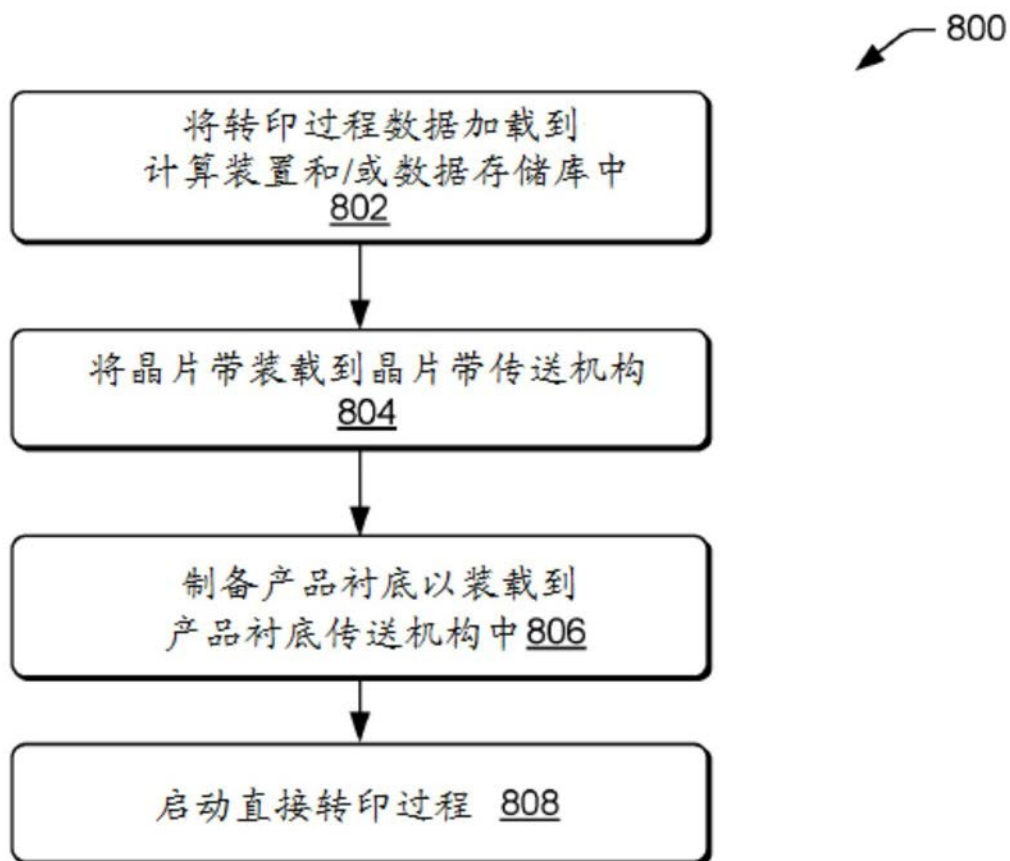 800
将转印过程数据加载到
计算装置和/或数据存储库中
802
将晶片带装载到晶片带传送机构
804
制备产品衬底以装载到
产品衬底传送机构中 806
启动直接转印过程 808